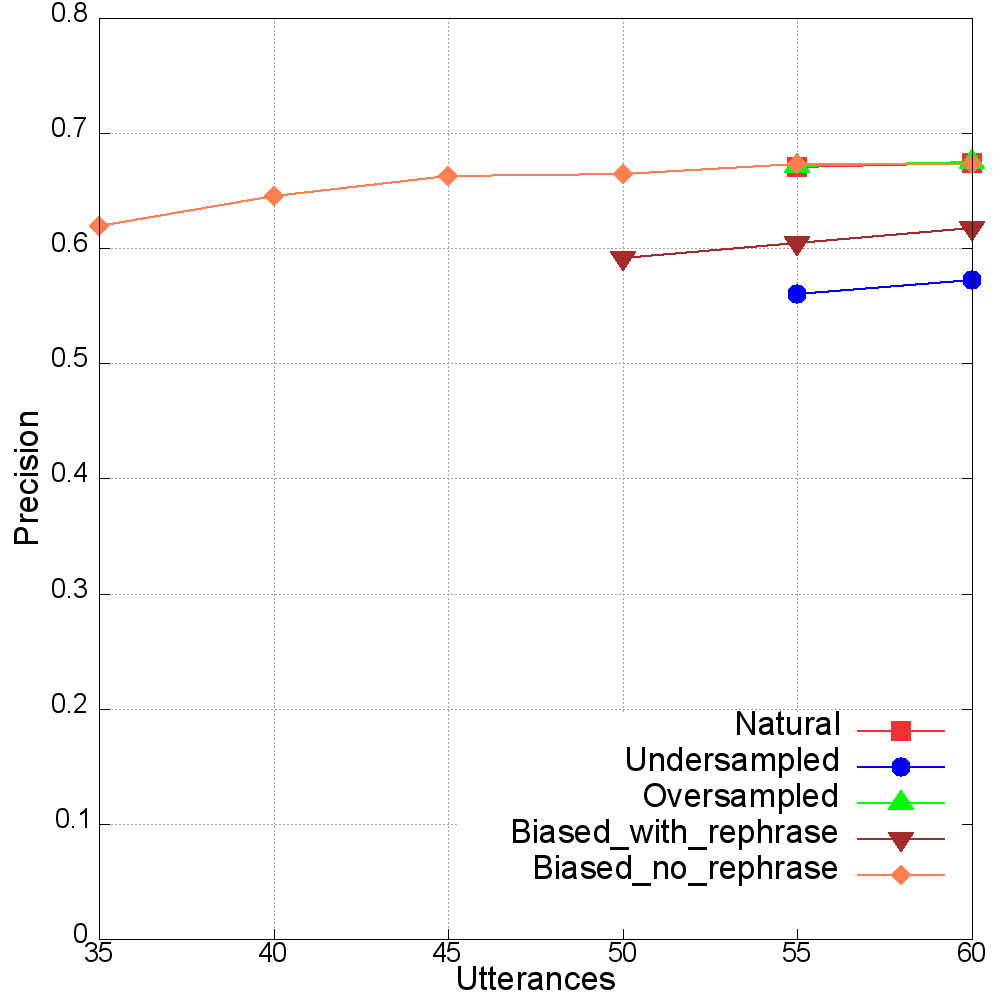 0.8
0.7
0.6
0.5
0.4
0.3
0.2
0.1
0
Precision
Natural
Undersampled
Oversampled
Biased_with_rephrase
Biased_no_rephrase
35 40 45 50 55 60
Utterances